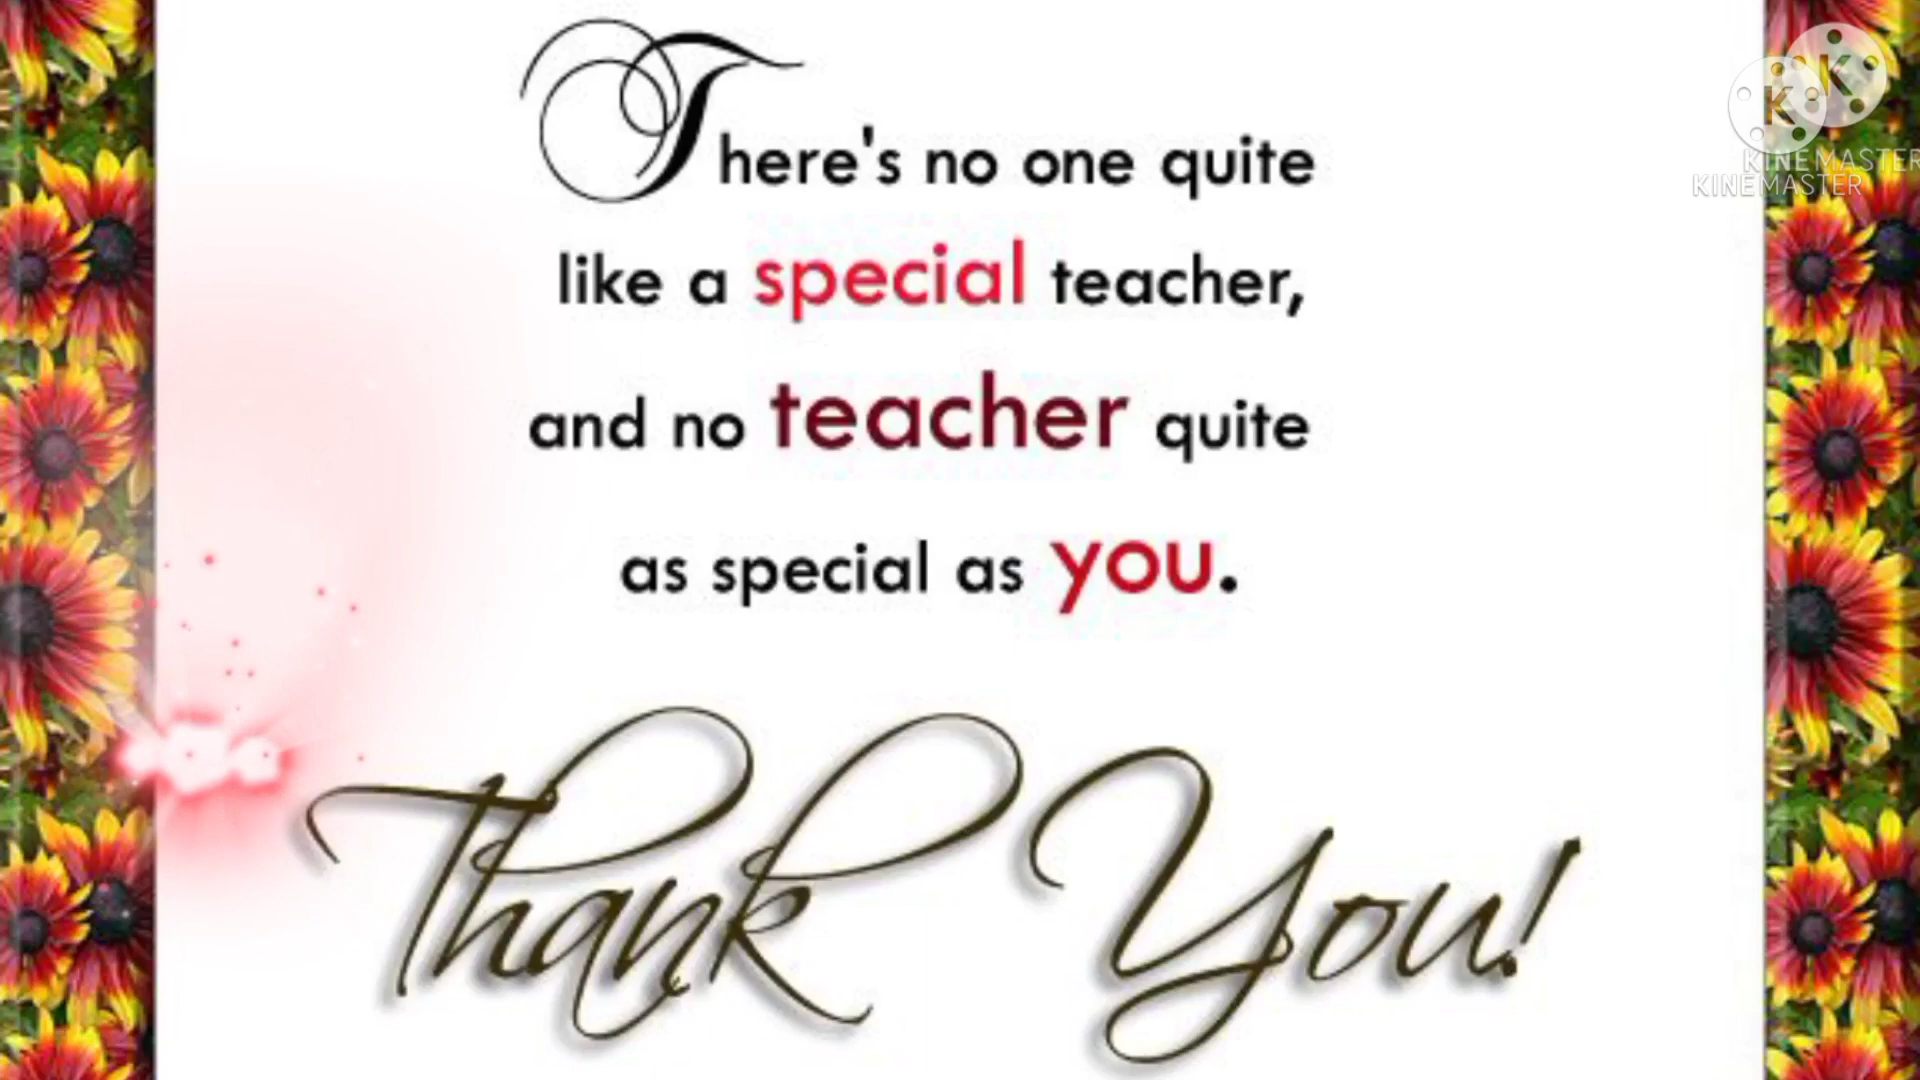 There's no one quite
like a special teacher,
and no teacher quite
as special as you.
Thank You!
K
K
KINEMASTER
KINEMASTER